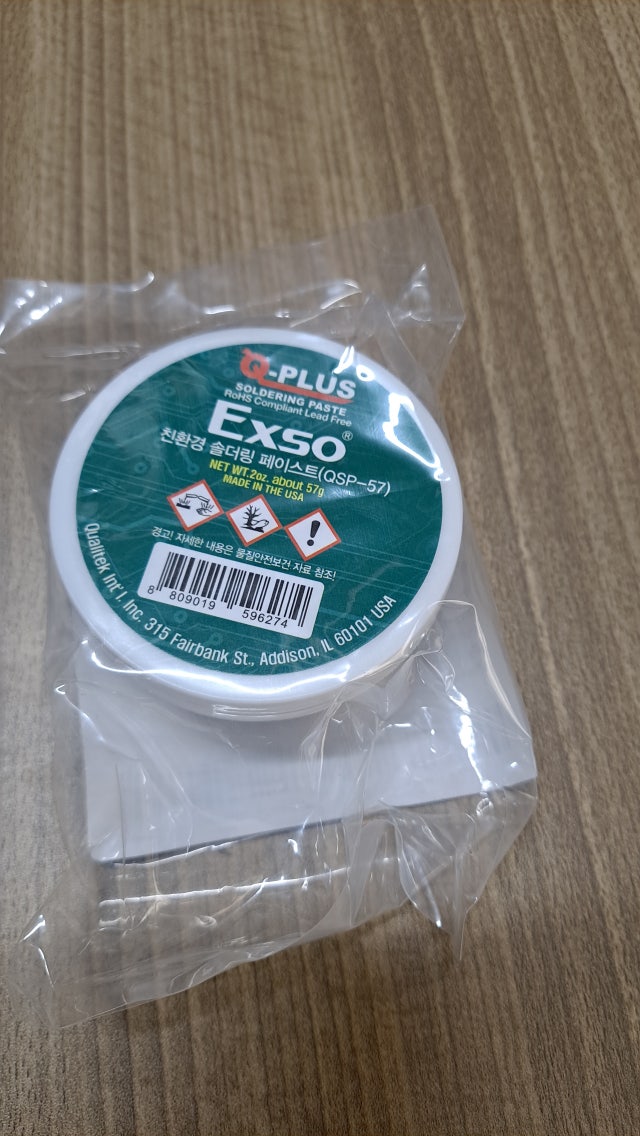 Q-PLUS
SOLDERING PASTE
RoHS Compliant Lead Free
Exso®
친환경 솔더링 페이스트(QSP-57)
NET WT,2oz. about 57g
MADE IN THE USA
경고! 자세한 내용은 물질안전보건 자료 참조!
8 809019 596274
Qualitek Int'l, Inc. 315 Fairbank St., Addison, IL 60101 USA